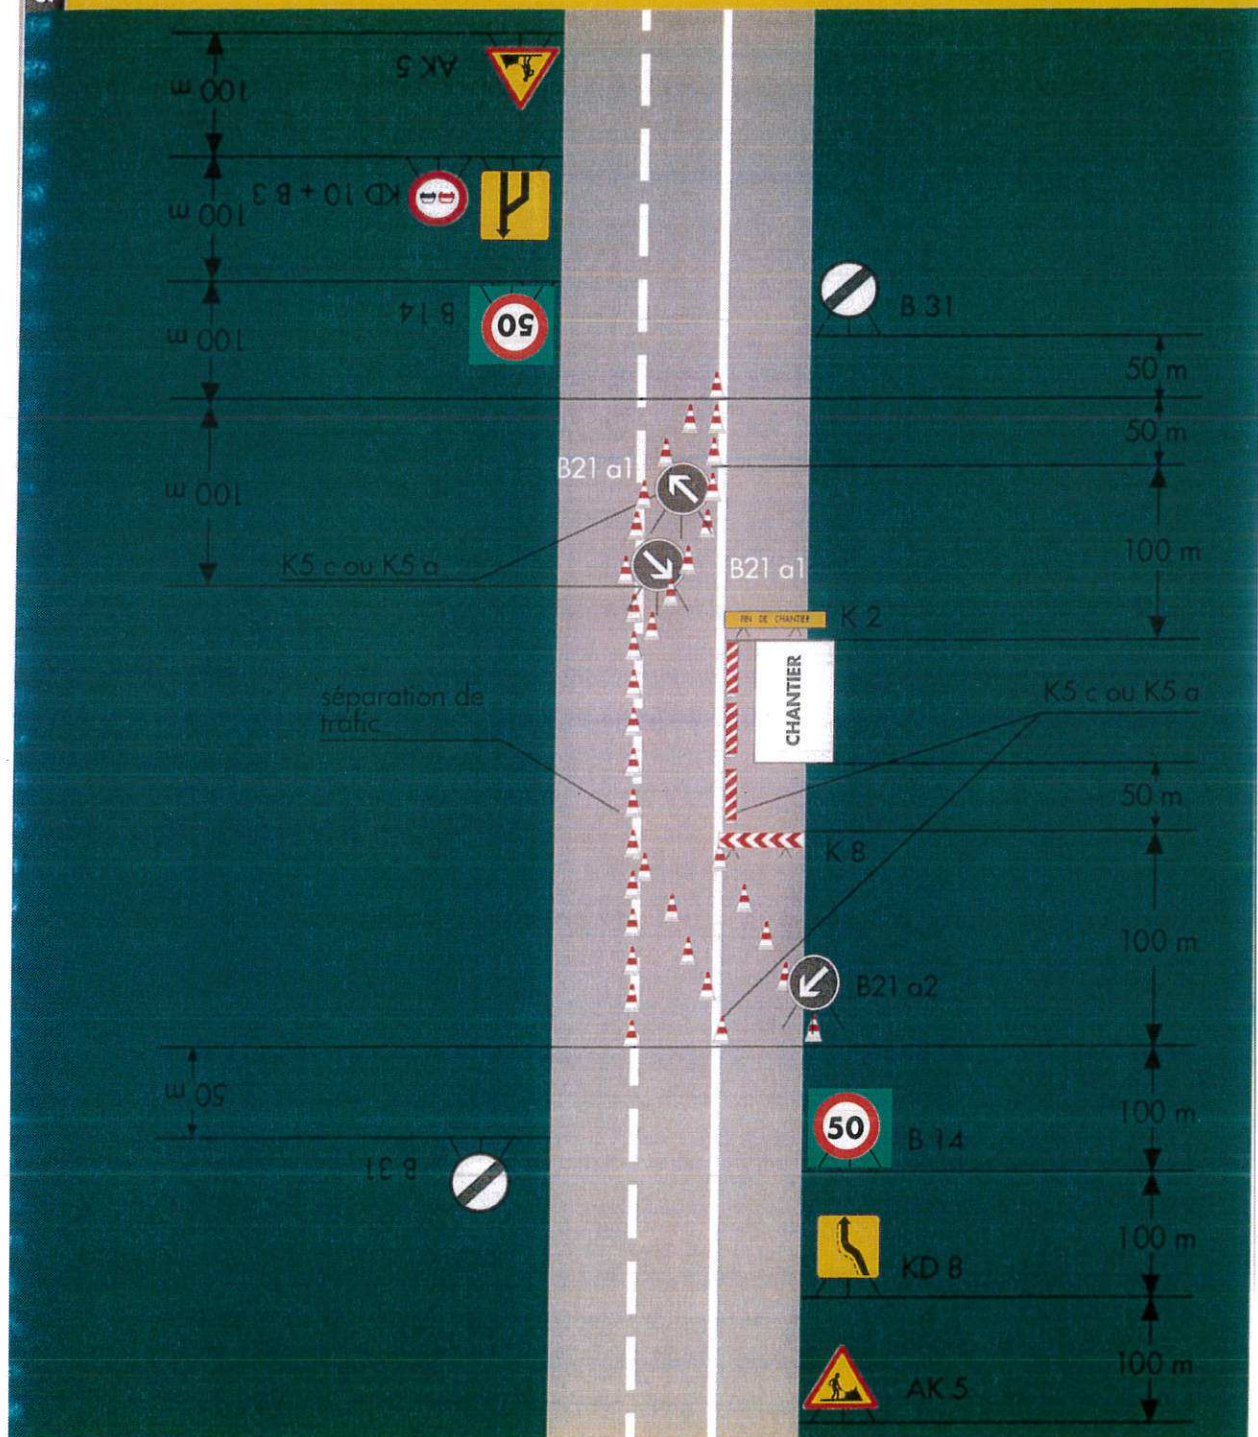 AK 5
100 m
KD 10 + B 3
100 m
B 14
50
100 m
B 31
50 m
50 m
B21 a1
100 m
100 m
K5 c ou K5 a
B21 a1
FIN DE CHANTIER
K 2
CHANTIER
séparation de
trafic
K5 c ou K5 a
50 m
K 8
100 m
B21 a2
50 m
B 31
50
B 14
100 m
KD 8
100 m
AK 5
100 m